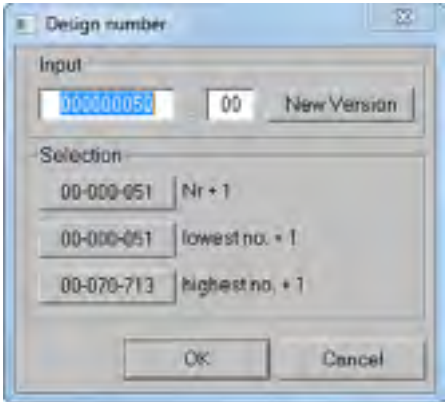 Design number
Input
000000050 00 New Version
Selection
00-000-051 Nr + 1
00-000-051 lowest no. + 1
00-070-713 highest no. + 1
OK Cancel